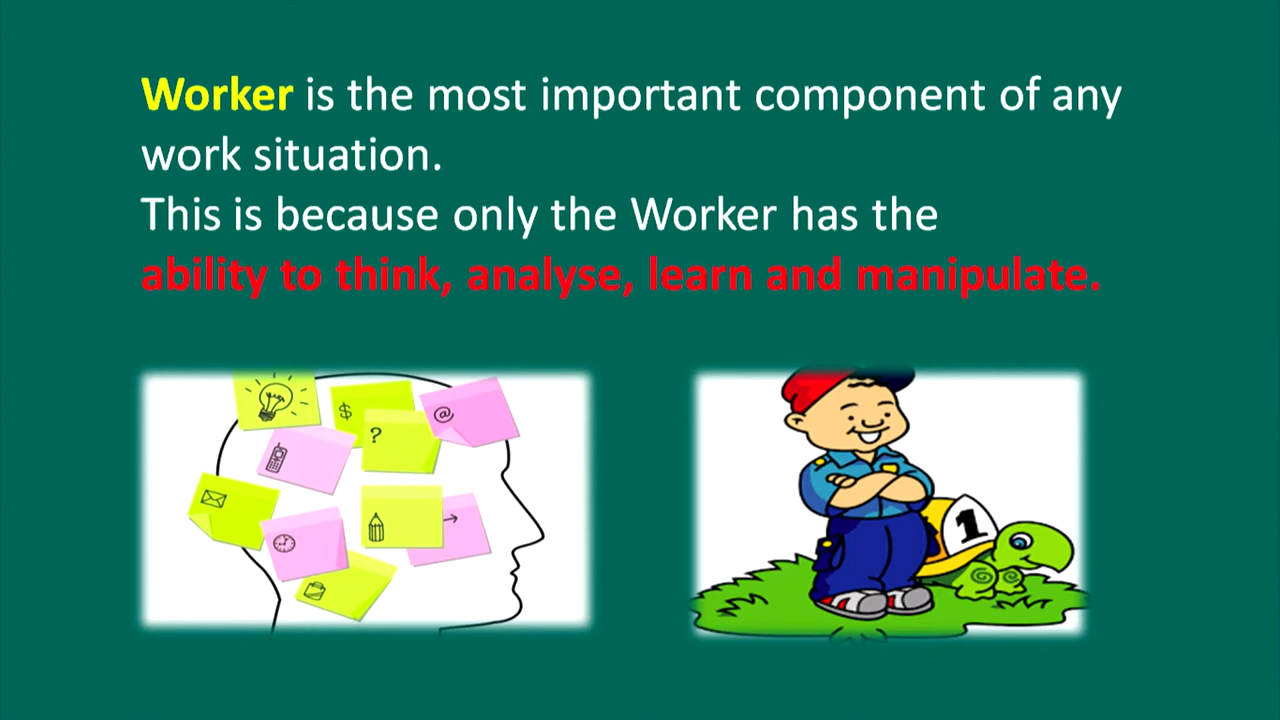 Worker is the most important component of any
work situation.
This is because only the Worker has the
ability to think, analyse, learn and manipulate.
$
@
?
1